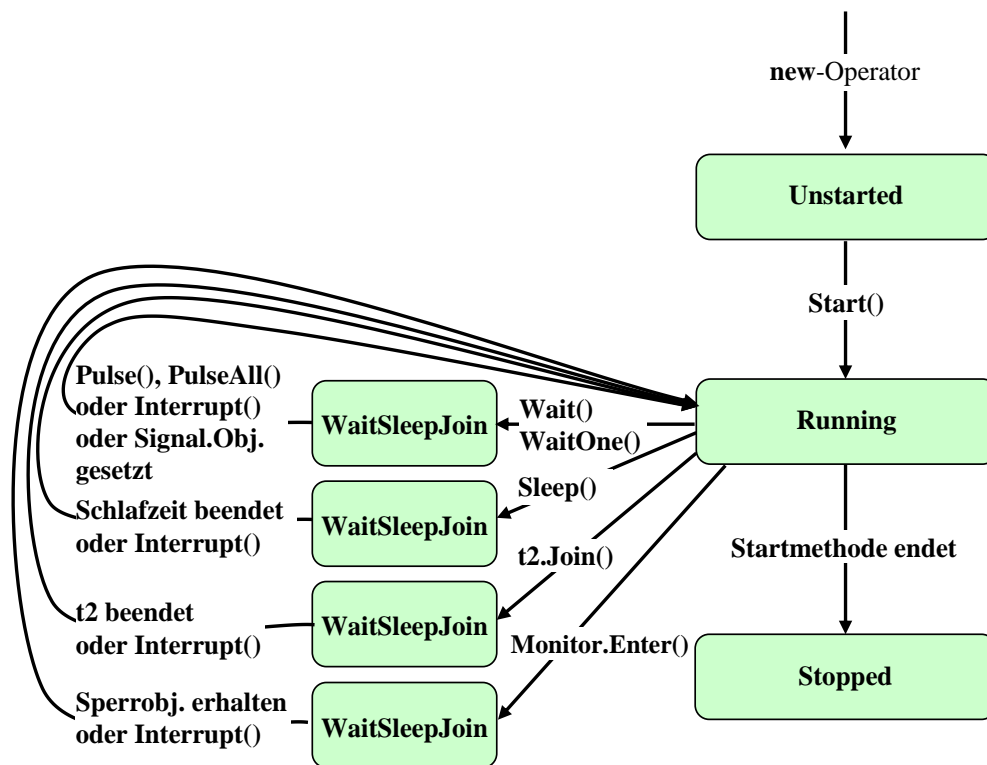 new-Operator
Unstarted
Start()
Running
Startmethode endet
Stopped
Wait()
WaitOne()
WaitSleepJoin
Pulse(), PulseAll()
oder Interrupt()
oder Signal.Obj.
gesetzt
Sleep()
WaitSleepJoin
Schlafzeit beendet
oder Interrupt()
t2.Join()
WaitSleepJoin
t2 beendet
oder Interrupt()
Monitor.Enter()
WaitSleepJoin
Sperrobj. erhalten
oder Interrupt()